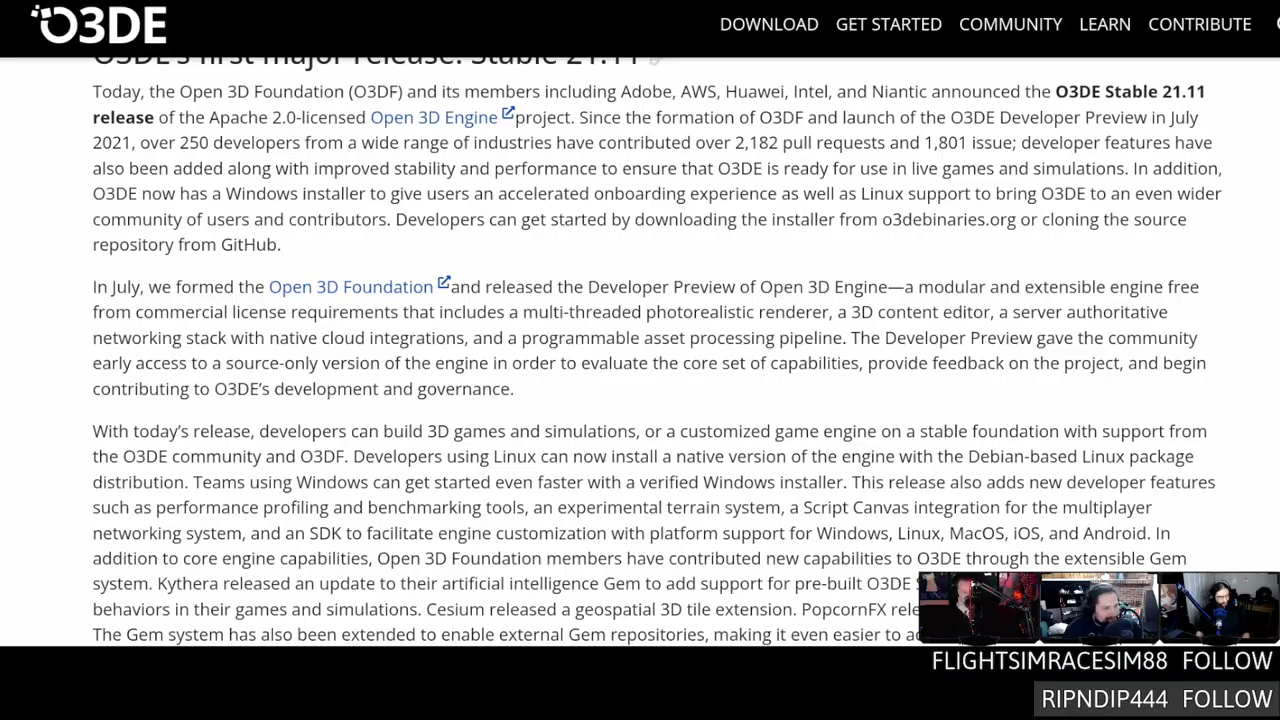 O3DE
DOWNLOAD GET STARTED COMMUNITY LEARN CONTRIBUTE
O3DE's first major release: Stable 21.11
Today, the Open 3D Foundation (O3DF) and its members including Adobe, AWS, Huawei, Intel, and Niantic announced the O3DE Stable 21.11
release of the Apache 2.0-licensed Open 3D Engine project. Since the formation of O3DF and launch of the O3DE Developer Preview in July
2021, over 250 developers from a wide range of industries have contributed over 2,182 pull requests and 1,801 issue; developer features have
also been added along with improved stability and performance to ensure that O3DE is ready for use in live games and simulations. In addition,
O3DE now has a Windows installer to give users an accelerated onboarding experience as well as Linux support to bring O3DE to an even wider
community of users and contributors. Developers can get started by downloading the installer from o3debinaries.org or cloning the source
repository from GitHub.
In July, we formed the Open 3D Foundation and released the Developer Preview of Open 3D Engine—a modular and extensible engine free
from commercial license requirements that includes a multi-threaded photorealistic renderer, a 3D content editor, a server authoritative
networking stack with native cloud integrations, and a programmable asset processing pipeline. The Developer Preview gave the community
early access to a source-only version of the engine in order to evaluate the core set of capabilities, provide feedback on the project, and begin
contributing to O3DE's development and governance.
With today's release, developers can build 3D games and simulations, or a customized game engine on a stable foundation with support from
the O3DE community and O3DF. Developers using Linux can now install a native version of the engine with the Debian-based Linux package
distribution. Teams using Windows can get started even faster with a verified Windows installer. This release also adds new developer features
such as performance profiling and benchmarking tools, an experimental terrain system, a Script Canvas integration for the multiplayer
networking system, and an SDK to facilitate engine customization with platform support for Windows, Linux, MacOS, iOS, and Android. In
addition to core engine capabilities, Open 3D Foundation members have contributed new capabilities to O3DE through the extensible Gem
system. Kythera released an update to their artificial intelligence Gem to add support for pre-built O3DE
behaviors in their games and simulations. Cesium released a geospatial 3D tile extension. PopcornFX
The Gem system has also been extended to enable external Gem repositories, making it even easier to
FLIGHTSIMRACESIM88 FOLLOW
RIPNDIP444 FOLLOW